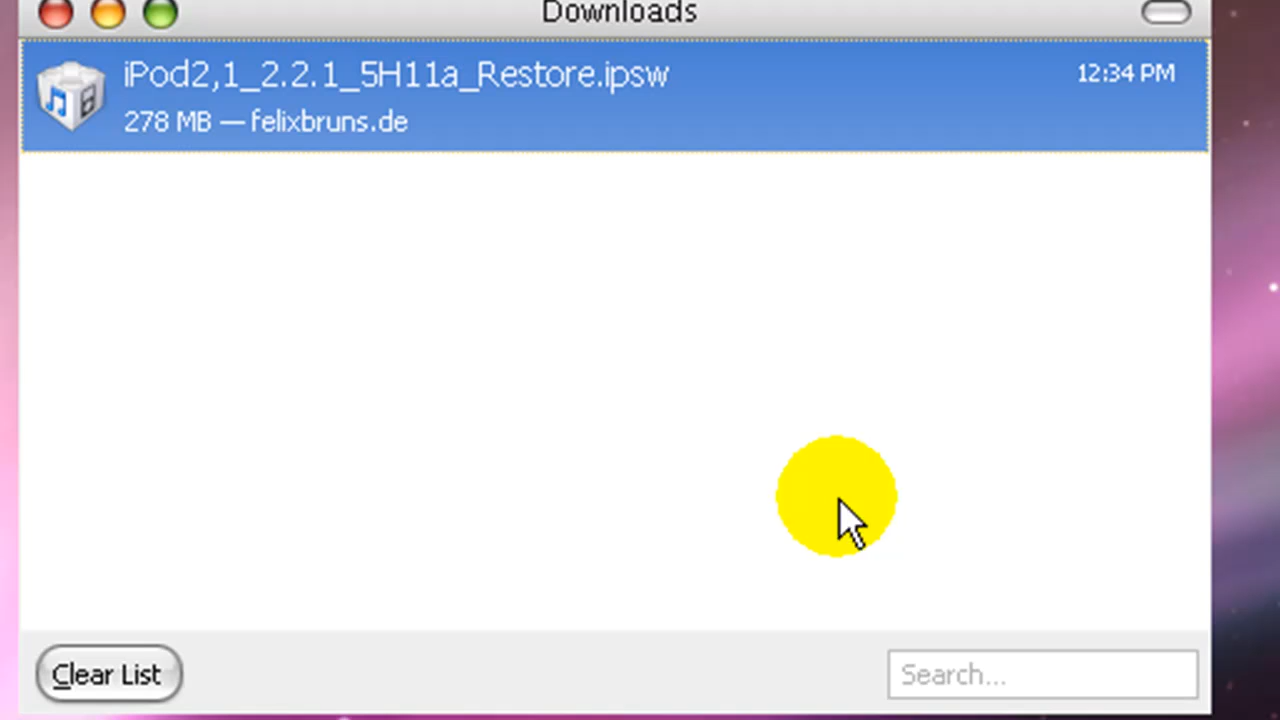 Downloads
iPod2,1_2.2.1_5H11a_Restore.ipsw
12:34 PM
278 MB — felixbruns.de
Clear List
Search...